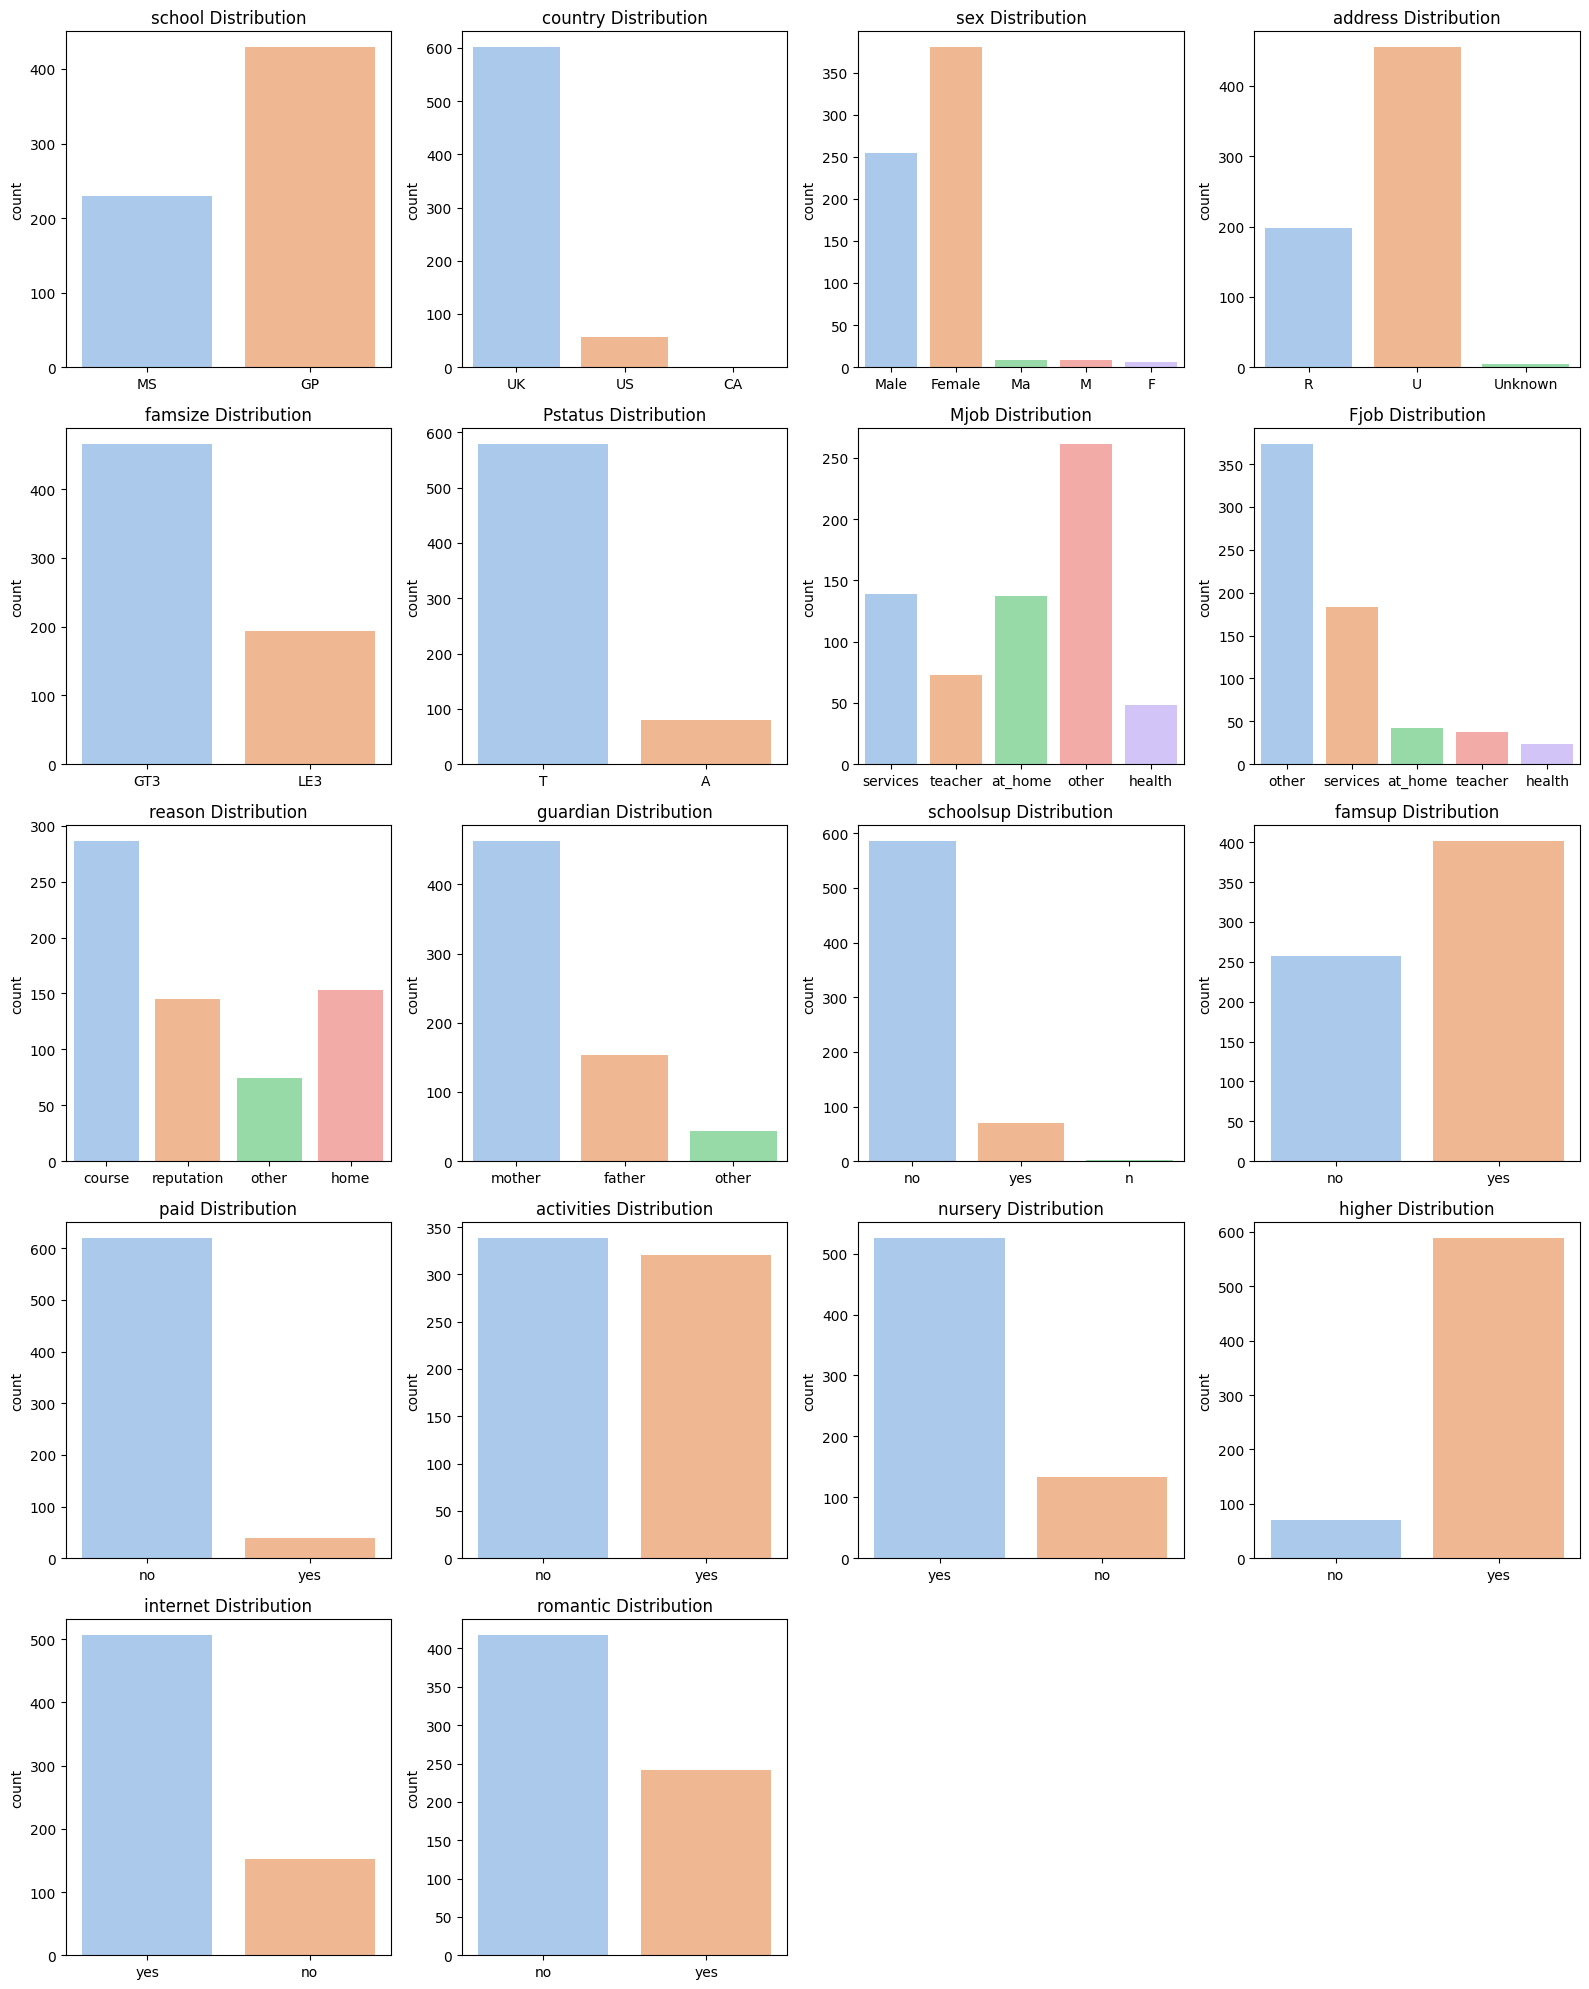 school Distribution
count
400
300
200
100
0
MS GP
country Distribution
count
600
500
400
300
200
100
0
UK US CA
sex Distribution
count
350
300
250
200
150
100
50
0
Male Female Ma M F
address Distribution
count
400
300
200
100
0
R U Unknown
famsize Distribution
count
400
300
200
100
0
GT3 LE3
Pstatus Distribution
count
600
500
400
300
200
100
0
T A
Mjob Distribution
count
250
200
150
100
50
0
services teacher at_home other health
Fjob Distribution
count
350
300
250
200
150
100
50
0
other services at_home teacher health
reason Distribution
count
300
250
200
150
100
50
0
course reputation other home
guardian Distribution
count
400
300
200
100
0
mother father other
schoolsup Distribution
count
600
500
400
300
200
100
0
no yes n
famsup Distribution
count
400
350
300
250
200
150
100
50
0
no yes
paid Distribution
count
600
500
400
300
200
100
0
no yes
activities Distribution
count
350
300
250
200
150
100
50
0
no yes
nursery Distribution
count
500
400
300
200
100
0
yes no
higher Distribution
count
600
500
400
300
200
100
0
no yes
internet Distribution
count
500
400
300
200
100
0
yes no
romantic Distribution
count
400
350
300
250
200
150
100
50
0
no yes